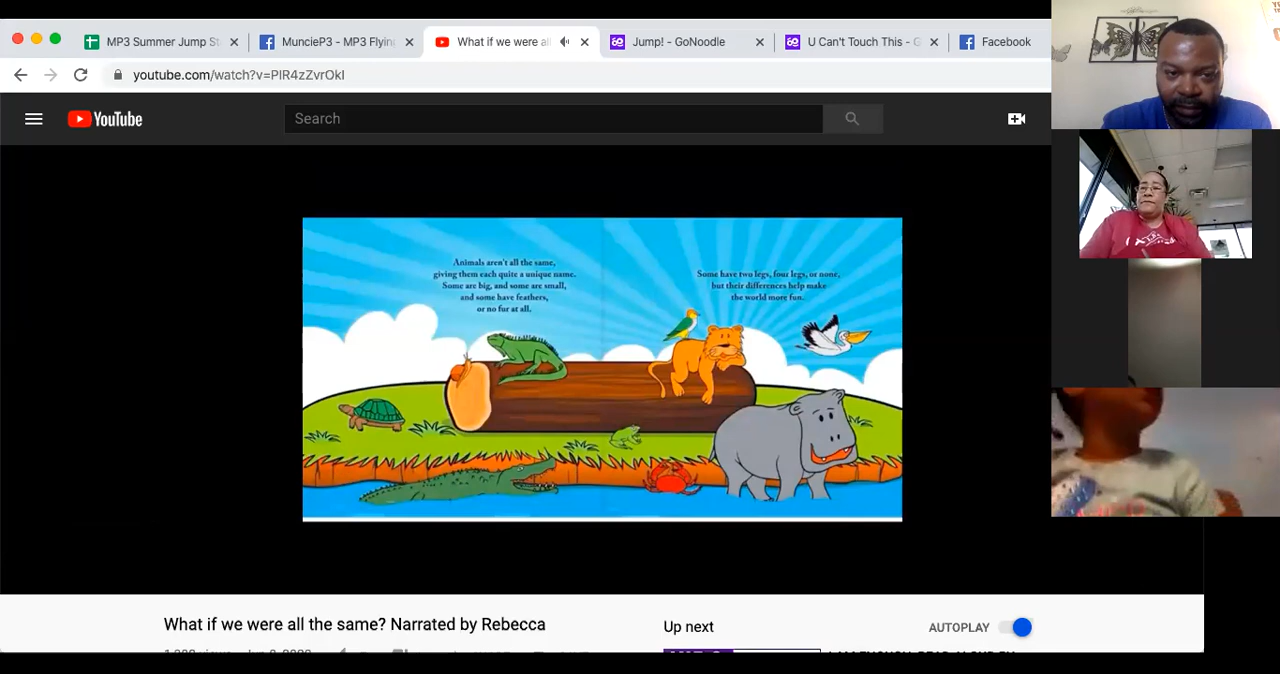 MP3 Summer Jump St
MuncieP3 - MP3 Flying
What if we were all
Jump! - GoNoodle
U Can't Touch This - G
Facebook
youtube.com/watch?v=PlR4zZvrOkI
YouTube
Search
Animals aren't all the same,
giving them each quite a unique name.
Some are big, and some are small,
and some have feathers,
or no fur at all.
Some have two legs, four legs, or none,
but their differences help make
the world more fun.
What if we were all the same? Narrated by Rebecca
Up next
AUTOPLAY